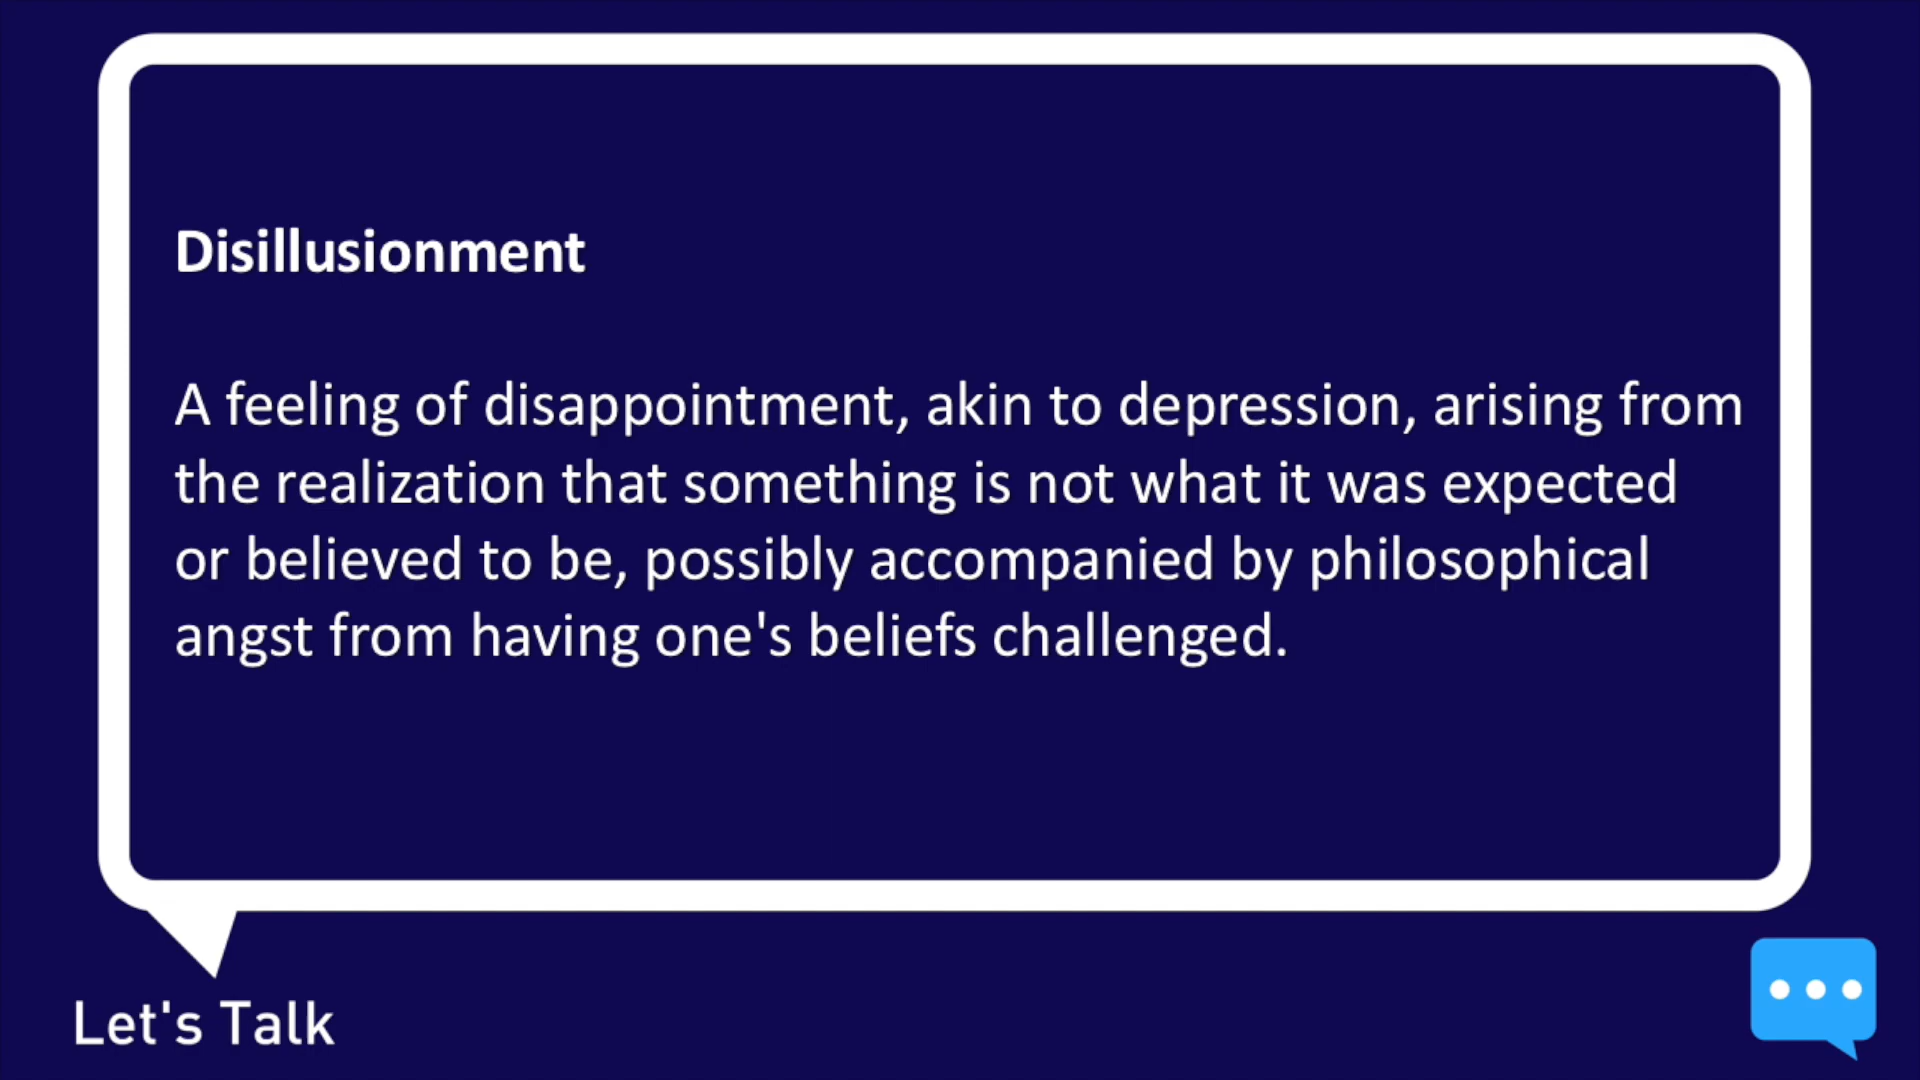 Disillusionment
A feeling of disappointment, akin to depression, arising from
the realization that something is not what it was expected
or believed to be, possibly accompanied by philosophical
angst from having one's beliefs challenged.
Let's Talk